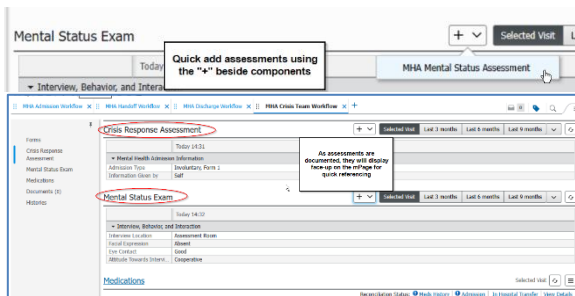 Mental Status Exam
+ Selected Visit L
Today
Quick add assessments using
the "+" beside components
MHA Mental Status Assessment
Interview, Behavior, and Interac
MHA Admission Workflow X MHA Handoff Workflow X MHA Discharge Workflow X MHA Crisis Team Workflow X +
Forms
Crisis Response
Assessment
Mental Status Exam
Medications
Documents (0)
Histories
Crisis Response Assessment
+ Selected Visit Last 3 months Last 6 months Last 9 months
Today 14:31
Mental Health Admission Information
Admission Type Involuntary, Form 1
Information Given by Self
As assessments are
documented, they will display
face-up on the mPage for
quick referencing
Mental Status Exam
+ Selected Visit Last 3 months Last 6 months Last 9 months
Today 14:32
Interview, Behavior, and Interaction
Interview Location Assessment Room
Facial Expression Absent
Eye Contact Good
Attitude Towards Intervi... Cooperative
Medications
Selected Visit
Reconciliation Status: Meds History Admission In Hospital Transfer View Details